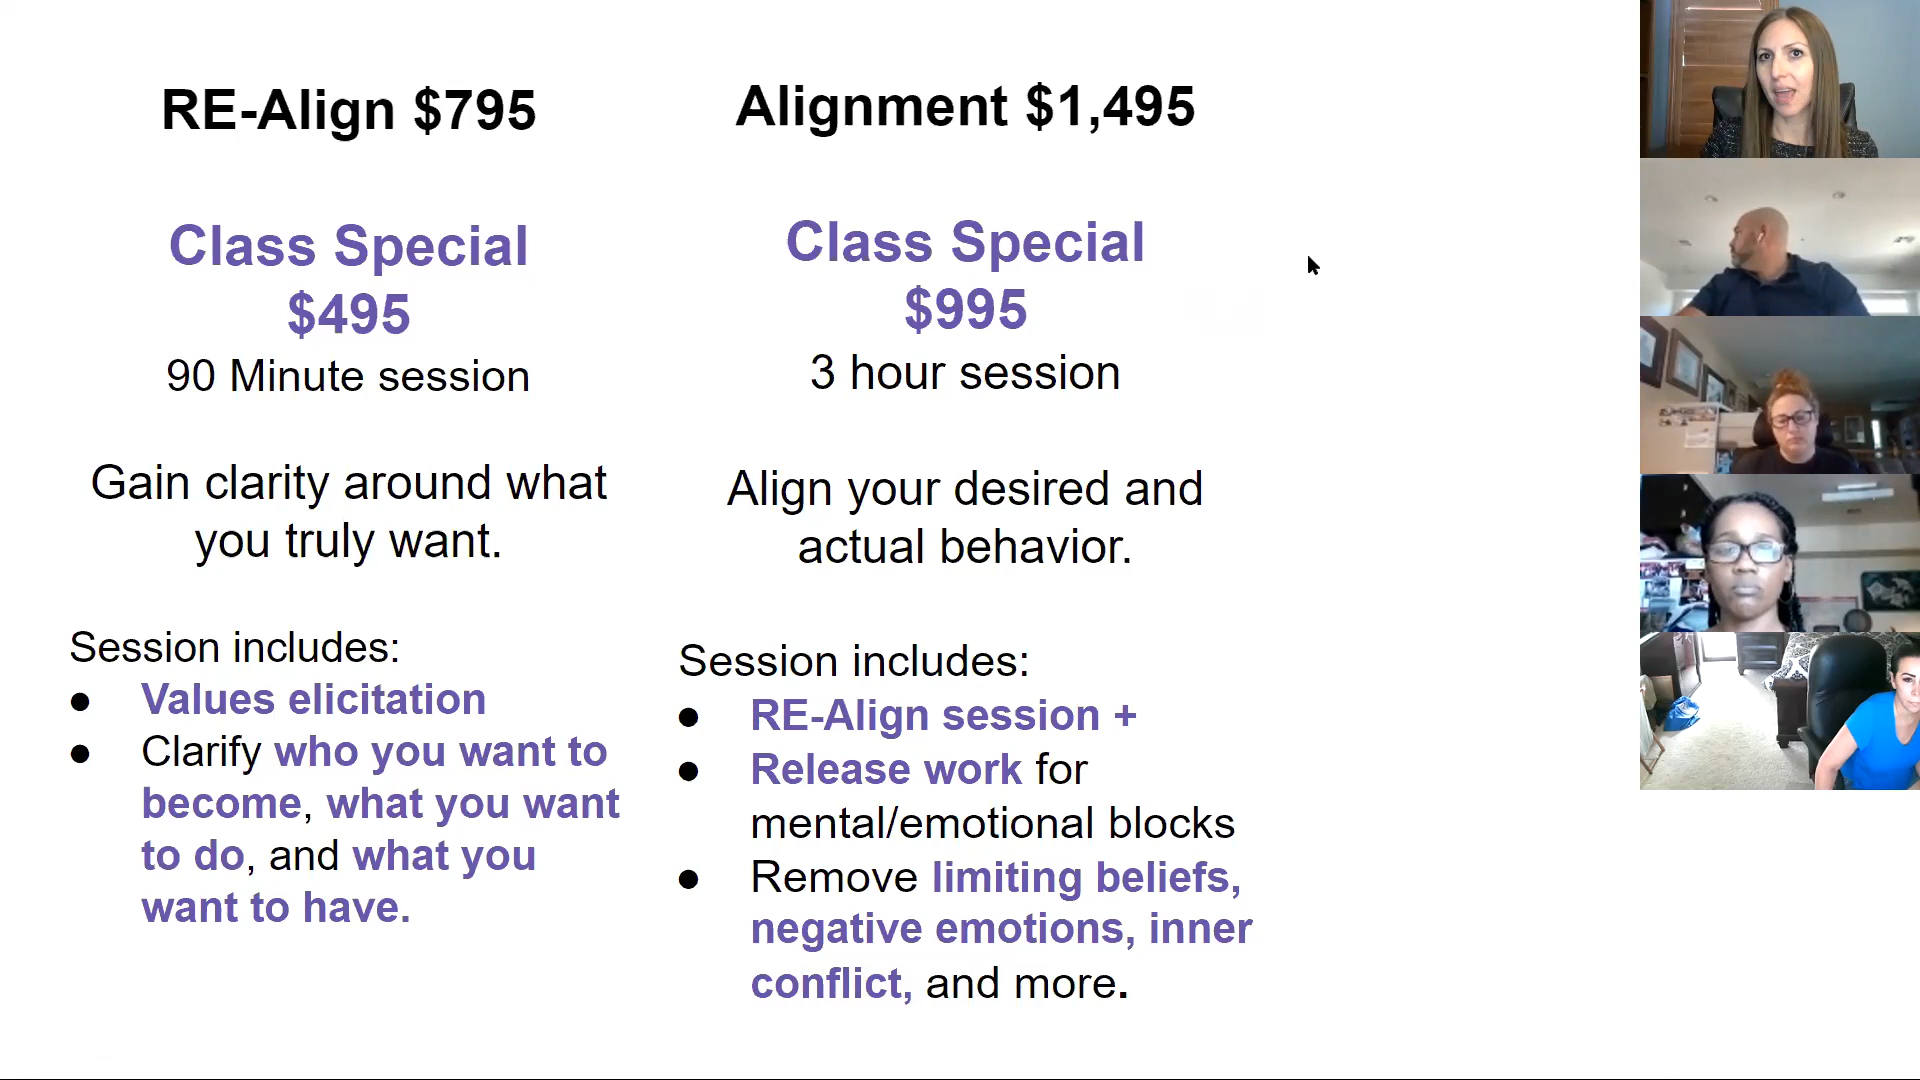 RE-Align $795
Class Special
$495
90 Minute session
Gain clarity around what
you truly want.
Session includes:
● Values elicitation
● Clarify who you want to
become, what you want
to do, and what you
want to have.
Alignment $1,495
Class Special
$995
3 hour session
Align your desired and
actual behavior.
Session includes:
● RE-Align session +
● Release work for
mental/emotional blocks
● Remove limiting beliefs,
negative emotions, inner
conflict, and more.